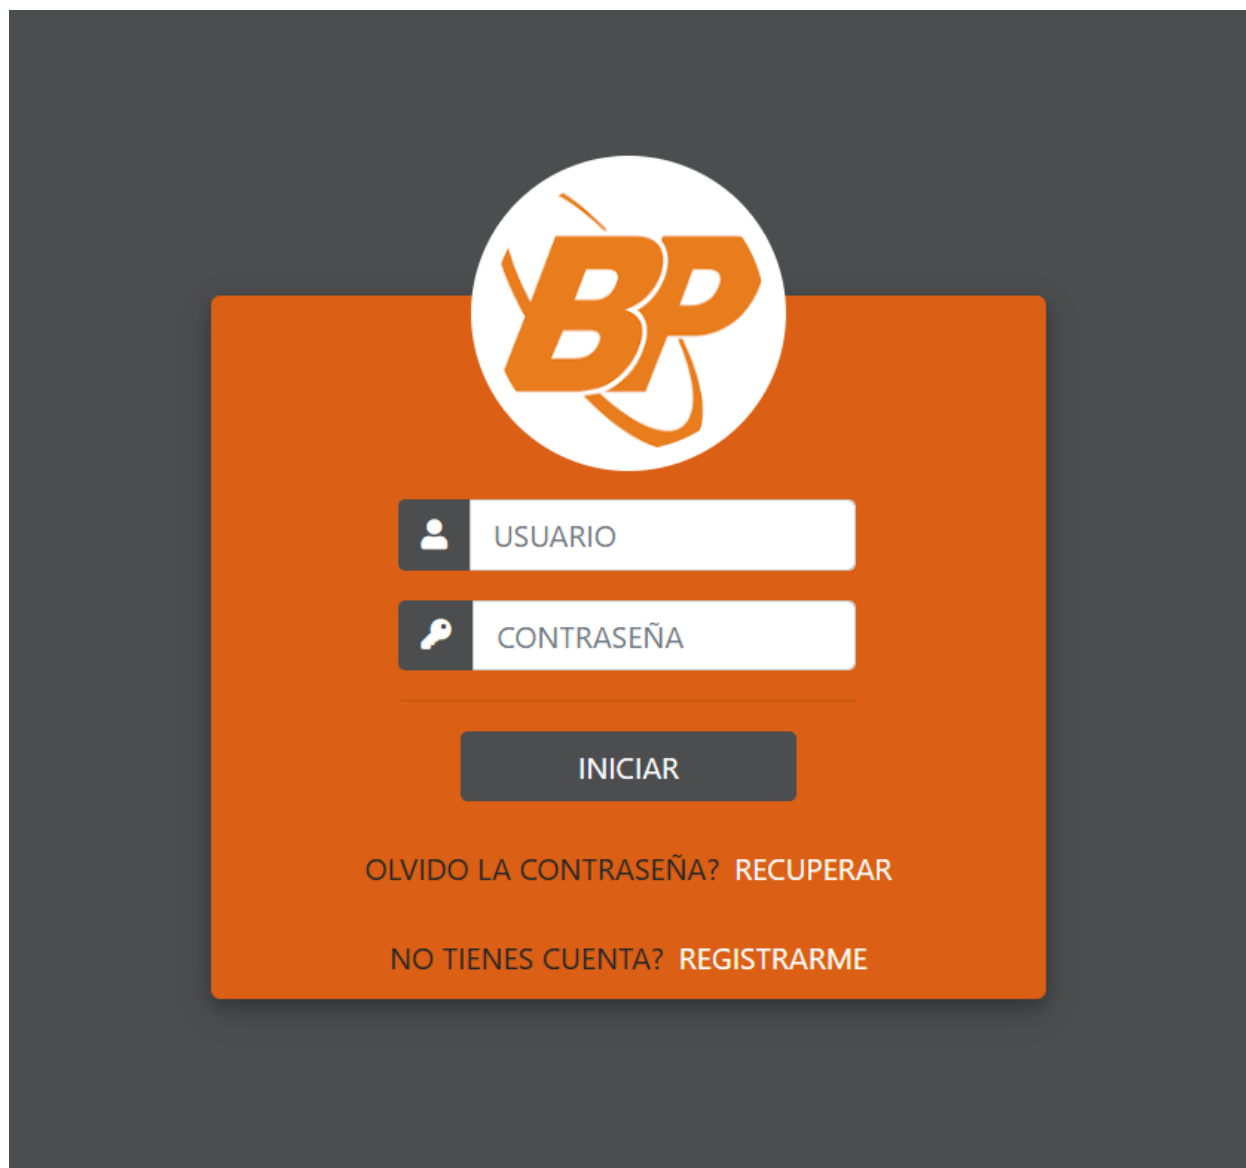 BP
USUARIO
CONTRASEÑA
INICIAR
OLVIDO LA CONTRASEÑA? RECUPERAR
NO TIENES CUENTA? REGISTRARME